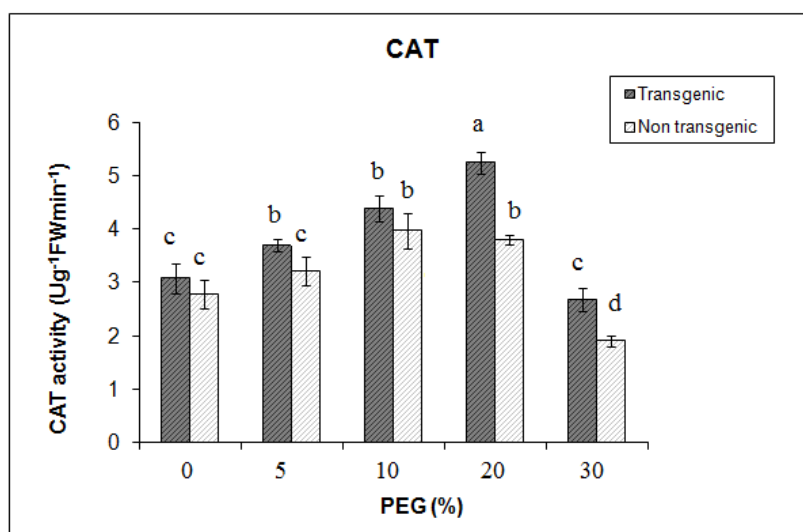 CAT
Transgenic
Non transgenic
CAT activity (Ug⁻¹FWmin⁻¹)
6
5
4
3
2
1
0
c
c
b
c
b
b
a
b
c
d
0 5 10 20 30
PEG (%)